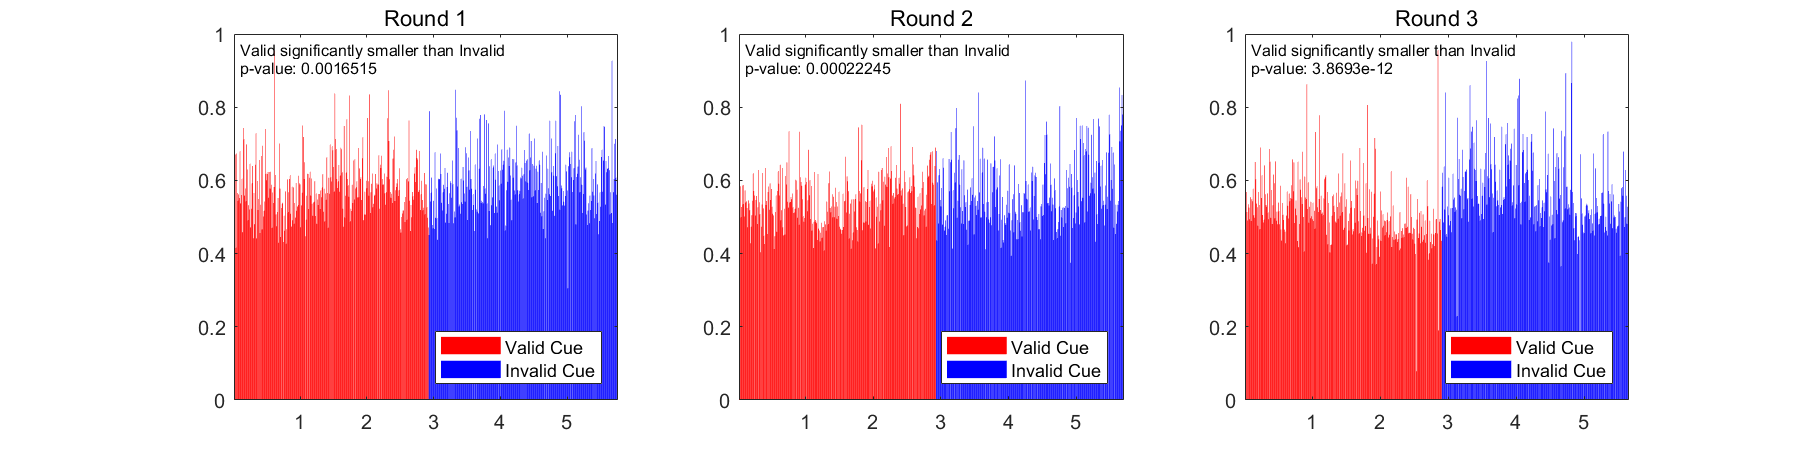 Round 1
Valid significantly smaller than Invalid
p-value: 0.0016515
1
0.8
0.6
0.4
0.2
0
1
2
3
4
5
Valid Cue
Invalid Cue
Round 2
Valid significantly smaller than Invalid
p-value: 0.00022245
1
0.8
0.6
0.4
0.2
0
1
2
3
4
5
Valid Cue
Invalid Cue
Round 3
Valid significantly smaller than Invalid
p-value: 3.8693e-12
1
0.8
0.6
0.4
0.2
0
1
2
3
4
5
Valid Cue
Invalid Cue